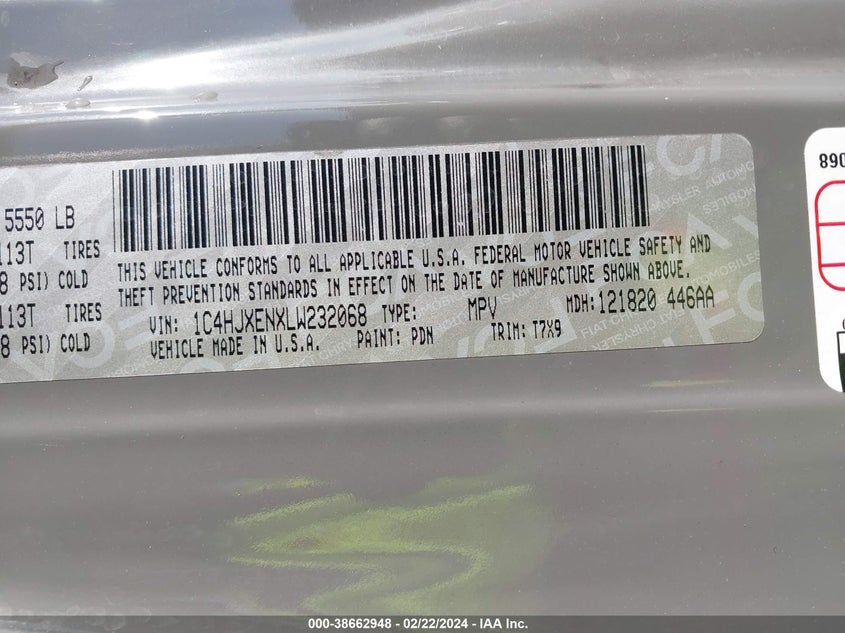 5550 LB
113T TIRES
8 PSI) COLD
113T TIRES
8 PSI) COLD
THIS VEHICLE CONFORMS TO ALL APPLICABLE U.S.A. FEDERAL MOTOR VEHICLE SAFETY AND
THEFT PREVENTION STANDARDS IN EFFECT ON THE DATE OF MANUFACTURE SHOWN ABOVE.
VIN: 1C4HJXENXLW232068 TYPE: MPV MDH: 121820 446AA
VEHICLE MADE IN U.S.A. PAINT: PDN TRIM: T7X9
068
000-38662948 - 02/22/2024 - IAA Inc.